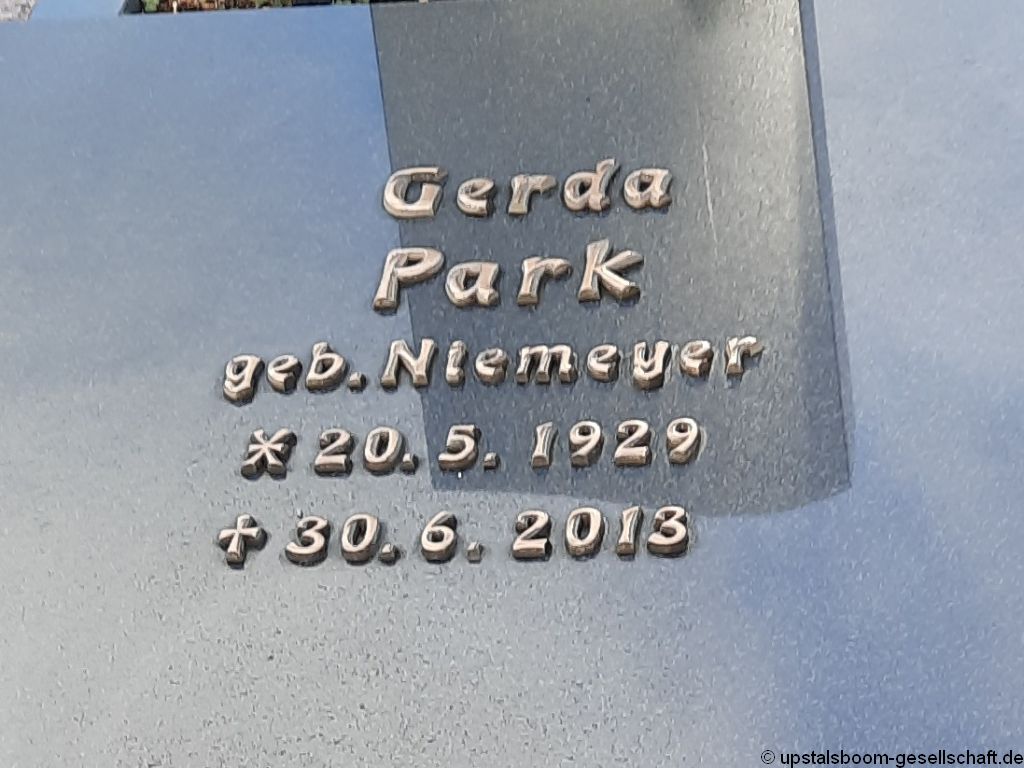 Gerda
Park
geb. Niemeyer
* 20. 5. 1929
† 30. 6. 2013
© upstalsboom-gesellschaft.de